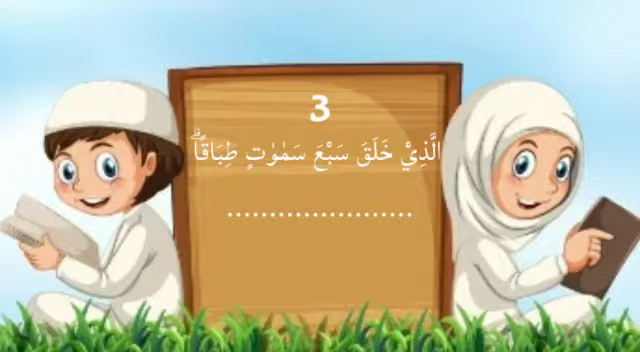 3
الَّذِيْ خَلَقَ سَبْعَ سَمٰوٰتٍ طِبَاقًاۗ
......................